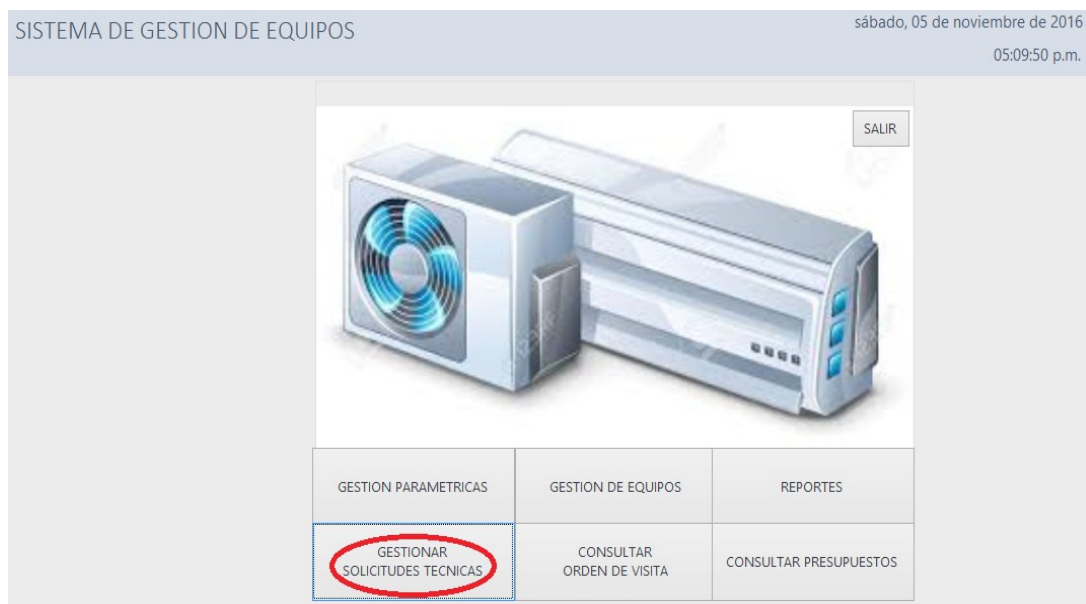 SISTEMA DE GESTION DE EQUIPOS
sábado, 05 de noviembre de 2016
05:09:50 p.m.
SALIR
GESTION PARAMETRICAS
GESTION DE EQUIPOS
REPORTES
GESTIONAR
SOLICITUDES TECNICAS
CONSULTAR
ORDEN DE VISITA
CONSULTAR PRESUPUESTOS